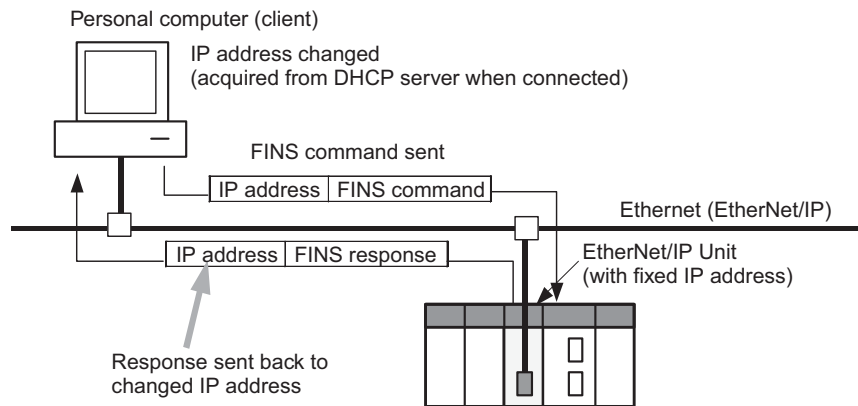 Personal computer (client)
IP address changed
(acquired from DHCP server when connected)
FINS command sent
IP address FINS command
Ethernet (EtherNet/IP)
IP address FINS response
EtherNet/IP Unit
(with fixed IP address)
Response sent back to
changed IP address